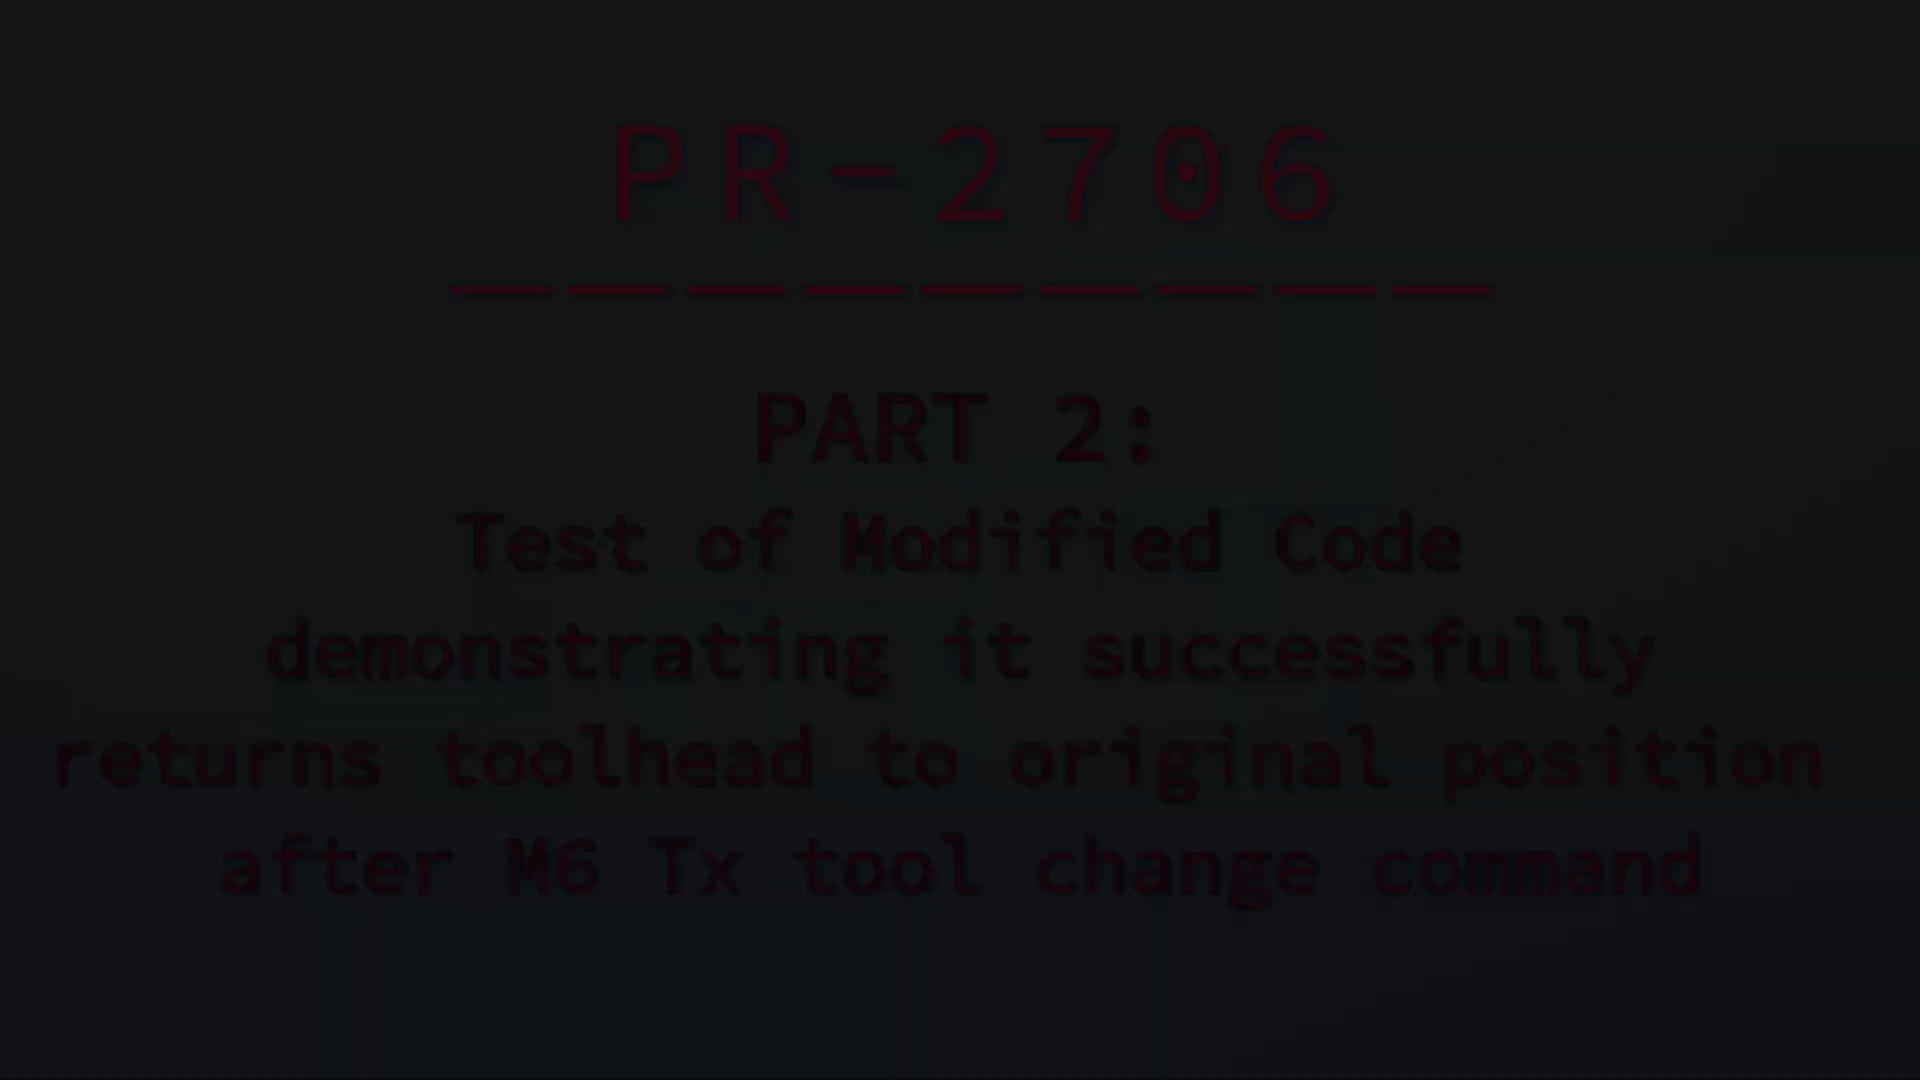 PR-2706
_________
PART 2:
Test of Modified Code
demonstrating it successfully
returns toolhead to original position
after M6 Tx tool change command